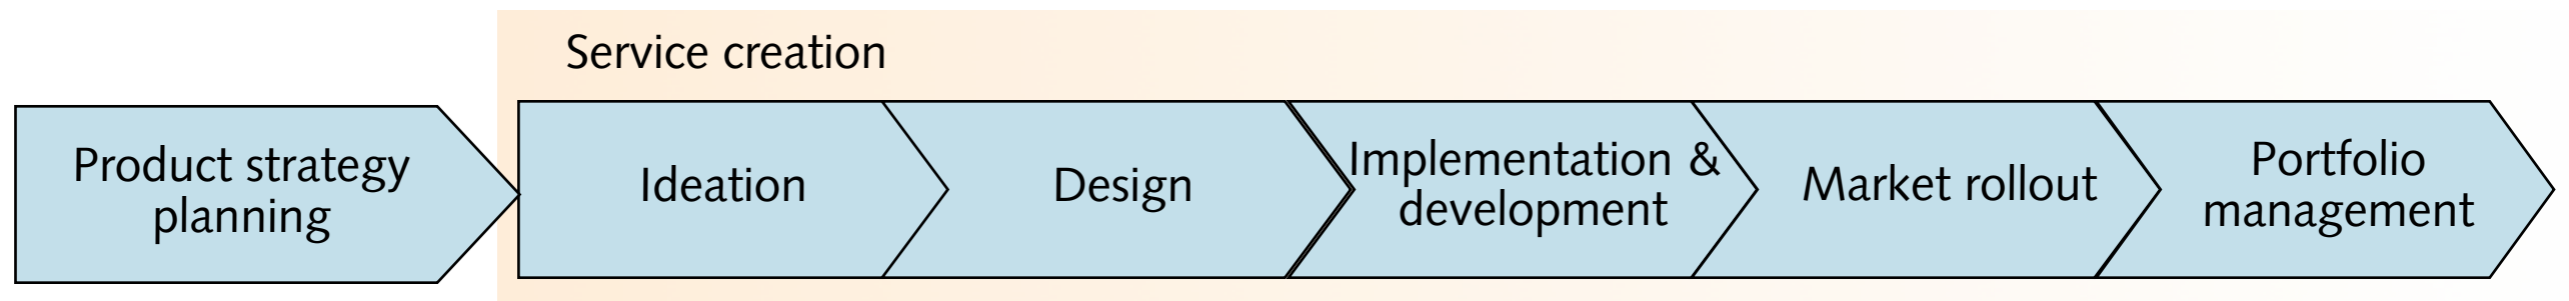 Service creation
Product strategy
planning
Ideation
Design
Implementation &
development
Market rollout
Portfolio
management